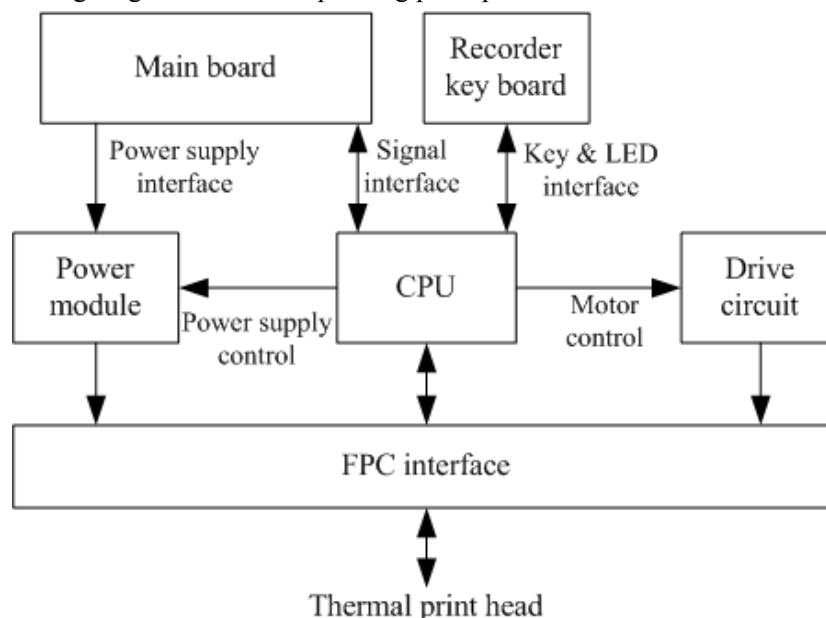 Main board
Recorder
key board
Power supply
interface
Signal
interface
Key & LED
interface
Power
module
CPU
Drive
circuit
Power supply
control
Motor
control
FPC interface
Thermal print head